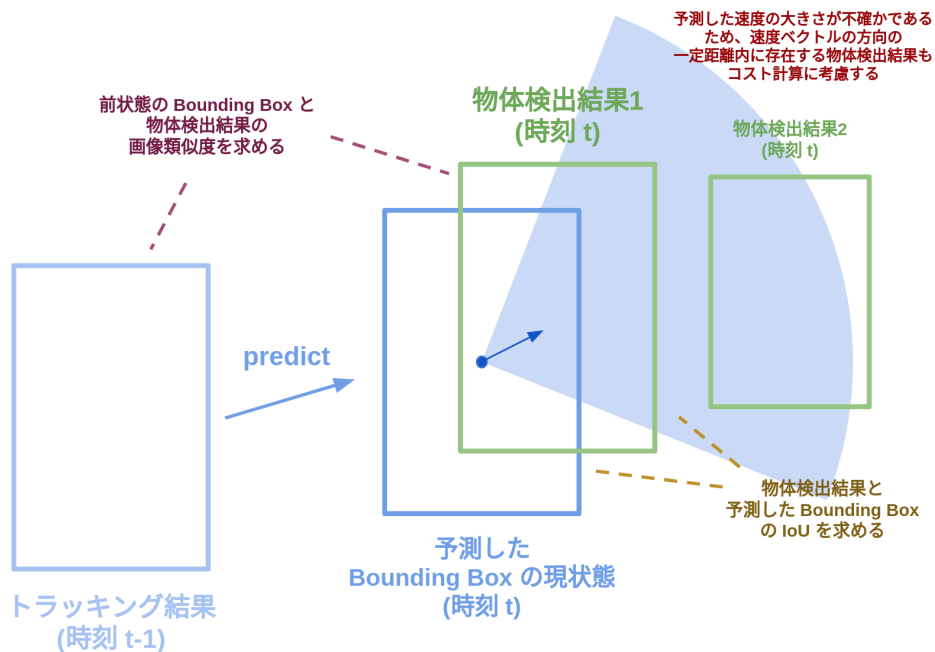 予測した速度の大きさが不確かである
ため、速度ベクトルの方向の
一定距離内に存在する物体検出結果も
コスト計算に考慮する
前状態の Bounding Box と
物体検出結果の
画像類似度を求める
物体検出結果1
(時刻 t)
物体検出結果2
(時刻 t)
predict
物体検出結果と
予測した Bounding Box
の IoU を求める
予測した
Bounding Box の現状態
(時刻 t)
トラッキング結果
(時刻 t-1)